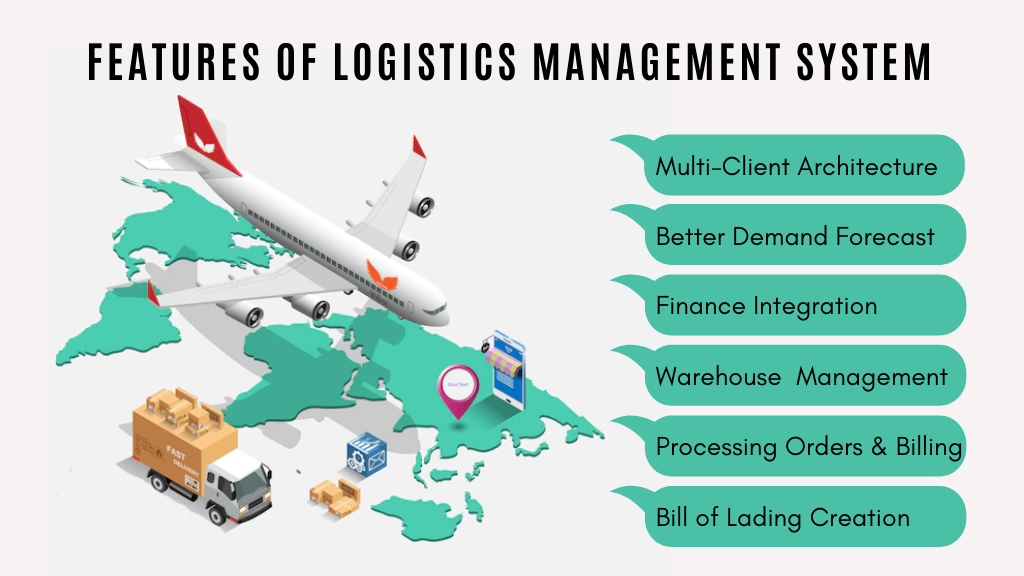 FEATURES OF LOGISTICS MANAGEMENT SYSTEM
Multi-Client Architecture
Better Demand Forecast
Finance Integration
Warehouse Management
Processing Orders & Billing
Bill of Lading Creation
Your Text
FAST
DELIVERY